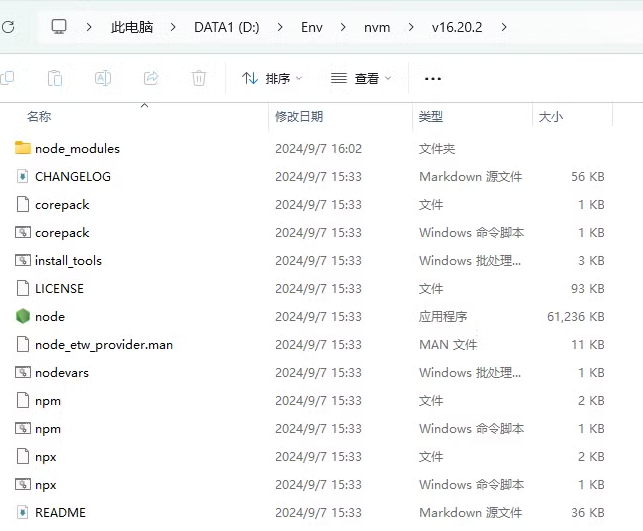 此电脑 DATA1 (D:) Env nvm v16.20.2
排序 查看
名称 修改日期 类型 大小
node_modules 2024/9/7 16:02 文件夹
CHANGELOG 2024/9/7 15:33 Markdown 源文件 56 KB
corepack 2024/9/7 15:33 文件 1 KB
corepack 2024/9/7 15:33 Windows 命令脚本 1 KB
install_tools 2024/9/7 15:33 Windows 批处理... 3 KB
LICENSE 2024/9/7 15:33 文件 93 KB
node 2024/9/7 15:33 应用程序 61,236 KB
node_etw_provider.man 2024/9/7 15:33 MAN 文件 11 KB
nodevars 2024/9/7 15:33 Windows 批处理... 1 KB
npm 2024/9/7 15:33 文件 2 KB
npm 2024/9/7 15:33 Windows 命令脚本 1 KB
npx 2024/9/7 15:33 文件 2 KB
npx 2024/9/7 15:33 Windows 命令脚本 1 KB
README 2024/9/7 15:33 Markdown 源文件 36 KB